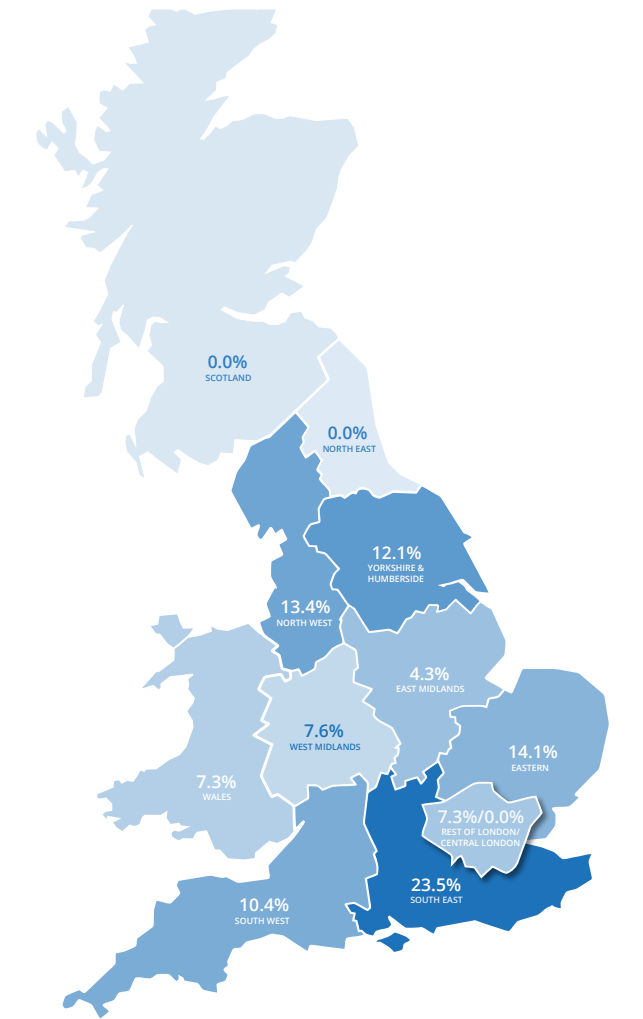 0.0%
SCOTLAND
0.0%
NORTH EAST
12.1%
YORKSHIRE &
HUMBERSIDE
13.4%
NORTH WEST
4.3%
EAST MIDLANDS
7.6%
WEST MIDLANDS
14.1%
EASTERN
7.3%
WALES
7.3%/0.0%
REST OF LONDON/
CENTRAL LONDON
23.5%
SOUTH EAST
10.4%
SOUTH WEST